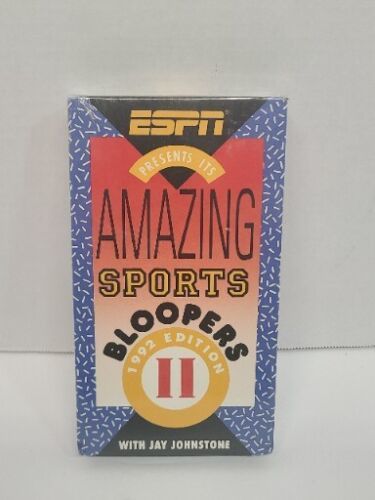 ESPN
PRESENTS ITS
AMAZING
SPORTS
BLOOPERS
1992 EDITION
II
WITH JAY JOHNSTONE